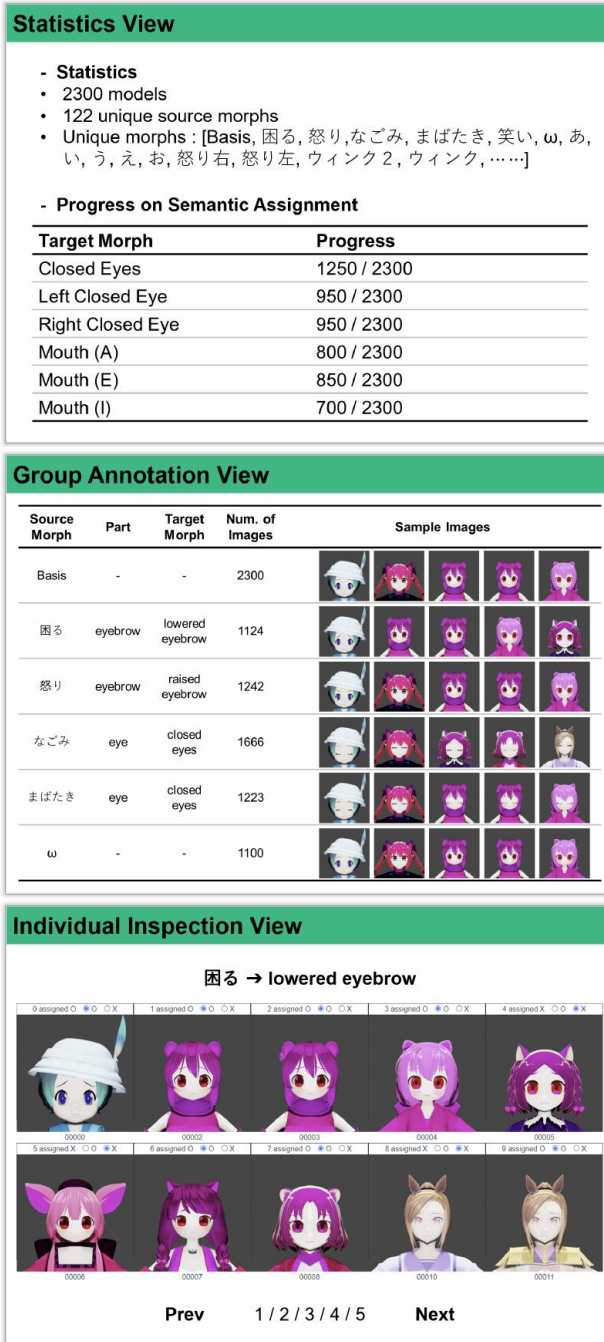 Statistics View
- Statistics
• 2300 models
• 122 unique source morphs
• Unique morphs : [Basis, 困る, 怒り,なごみ, まばたき, 笑い, ω, あ,
い, う, え, お, 怒り右, 怒り左, ウィンク２, ウィンク, ……]
- Progress on Semantic Assignment
Target Morph Progress
Closed Eyes 1250 / 2300
Left Closed Eye 950 / 2300
Right Closed Eye 950 / 2300
Mouth (A) 800 / 2300
Mouth (E) 850 / 2300
Mouth (I) 700 / 2300
Group Annotation View
Source Morph Part Target Morph Num. of Images Sample Images
Basis - - 2300
困る eyebrow lowered eyebrow 1124
怒り eyebrow raised eyebrow 1242
なごみ eye closed eyes 1666
まばたき eye closed eyes 1223
ω - - 1100
Individual Inspection View
困る → lowered eyebrow
0 assigned O O X 1 assigned O O X 2 assigned O O X 3 assigned O O X 4 assigned X O X
00000 00002 00003 00004 00005
5 assigned X O X 6 assigned O O X 7 assigned O O X 8 assigned X O X 9 assigned O O X
00006 00007 00008 00010 00011
Prev 1 / 2 / 3 / 4 / 5 Next